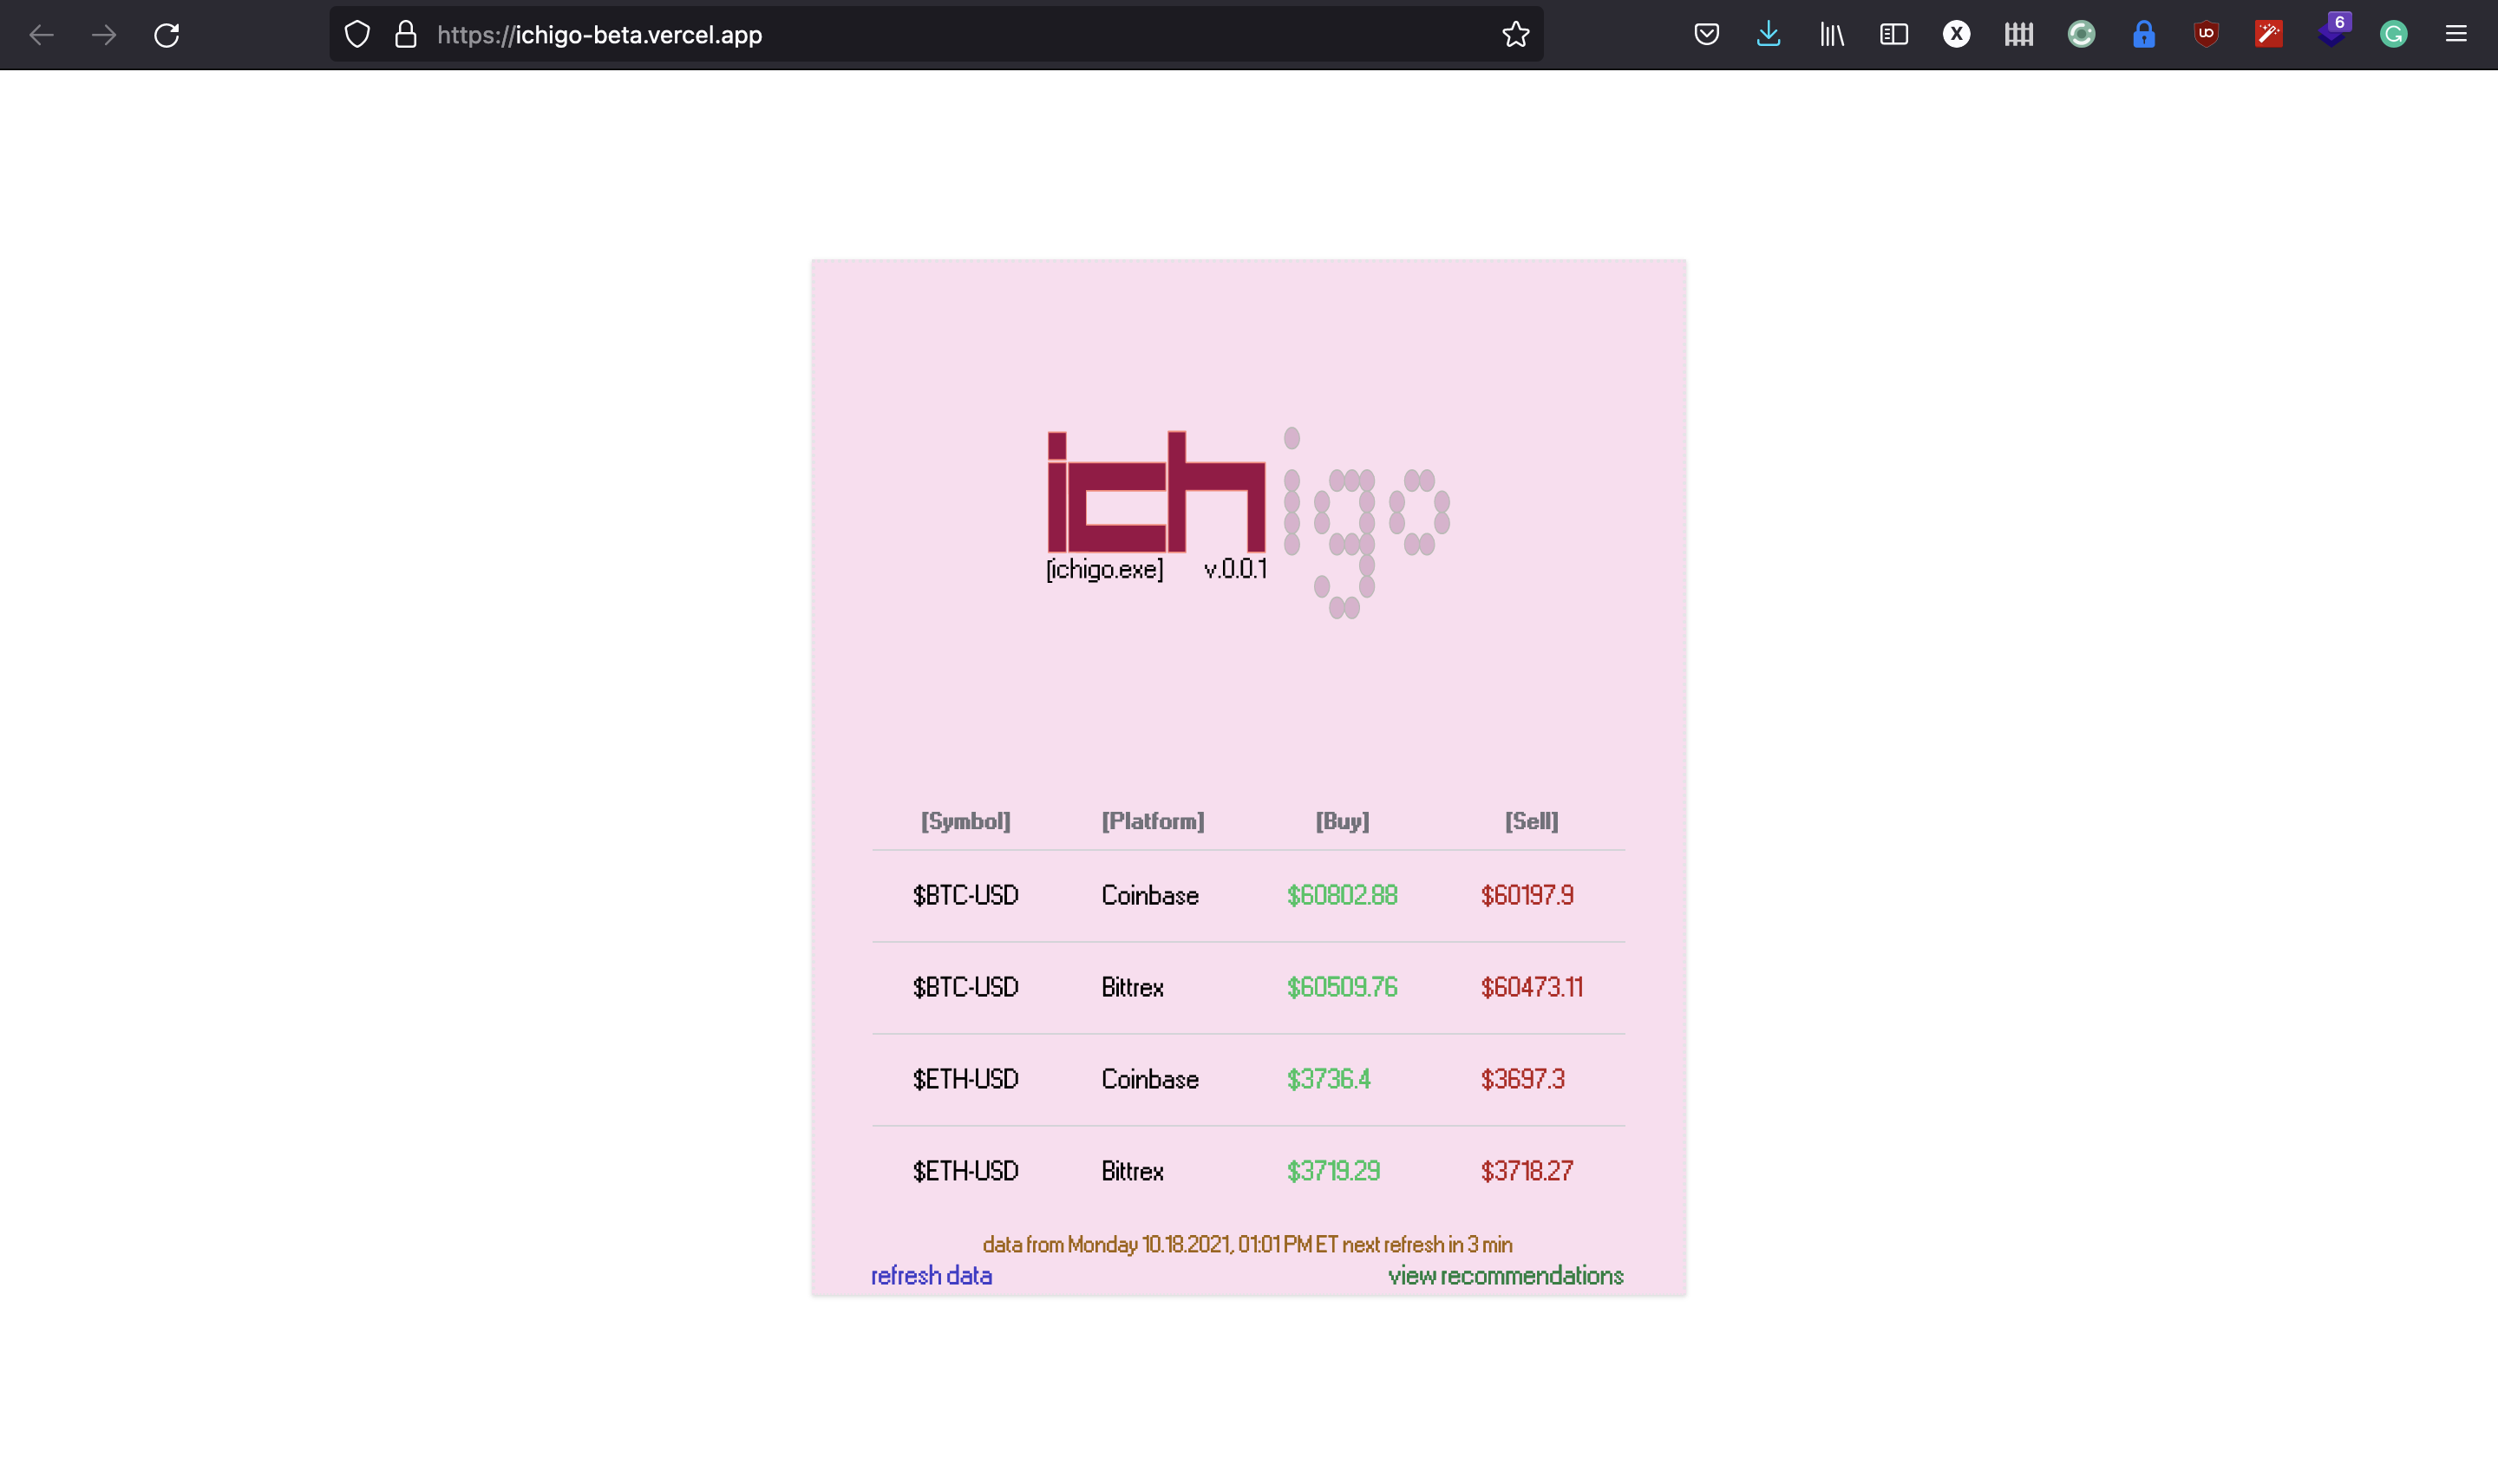 https://ichigo-beta.vercel.app
6
ichigo
[ichigo.exe] v.0.0.1
[Symbol] [Platform] [Buy] [Sell]
$BTC-USD Coinbase $60802.88 $60197.9
$BTC-USD Bittrex $60509.76 $60473.11
$ETH-USD Coinbase $3736.4 $3697.3
$ETH-USD Bittrex $3719.29 $3718.27
data from Monday 10.18.2021, 01:01 PM ET next refresh in 3 min
refresh data view recommendations